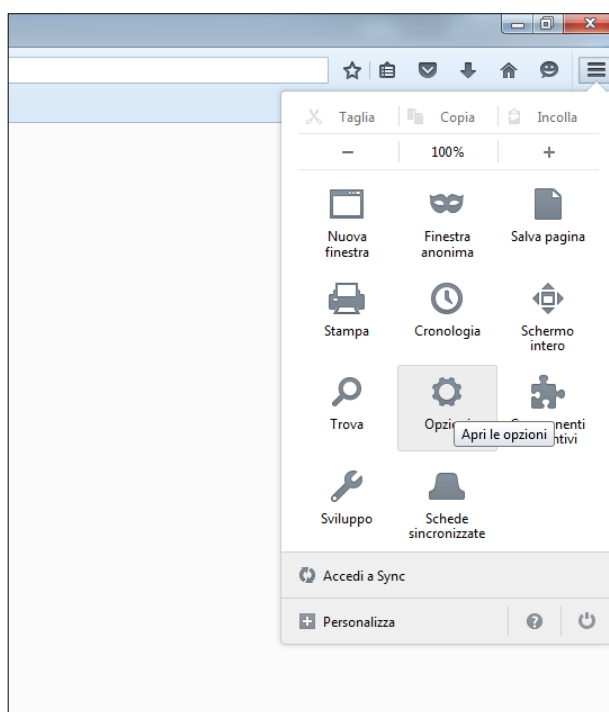 Taglia Copia Incolla
100%
Nuova finestra
Finestra anonima
Salva pagina
Stampa
Cronologia
Schermo intero
Trova
Apri le opzioni
Sviluppo
Schede sincronizzate
Accedi a Sync
Personalizza